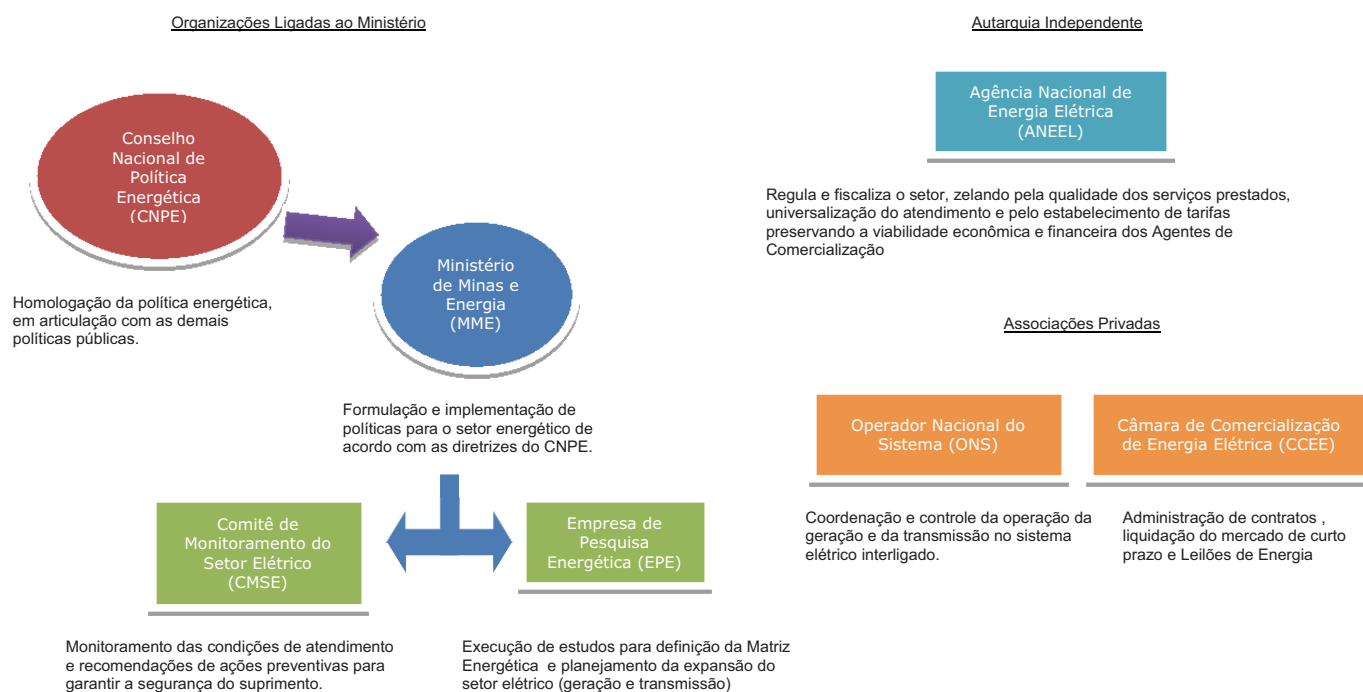 Organizações Ligadas ao Ministério
Conselho
Nacional de
Política
Energética
(CNPE)
Homologação da política energética,
em articulação com as demais
políticas públicas.
Ministério
de Minas e
Energia
(MME)
Formulação e implementação de
políticas para o setor energético de
acordo com as diretrizes do CNPE.
Comitê de
Monitoramento do
Setor Elétrico
(CMSE)
Monitoramento das condições de atendimento
e recomendações de ações preventivas para
garantir a segurança do suprimento.
Empresa de
Pesquisa
Energética (EPE)
Execução de estudos para definição da Matriz
Energética e planejamento da expansão do
setor elétrico (geração e transmissão)
Autarquia Independente
Agência Nacional de
Energia Elétrica
(ANEEL)
Regula e fiscaliza o setor, zelando pela qualidade dos serviços prestados,
universalização do atendimento e pelo estabelecimento de tarifas
preservando a viabilidade econômica e financeira dos Agentes de
Comercialização
Associações Privadas
Operador Nacional do
Sistema (ONS)
Coordenação e controle da operação da
geração e da transmissão no sistema
elétrico interligado.
Câmara de Comercialização
de Energia Elétrica (CCEE)
Administração de contratos ,
liquidação do mercado de curto
prazo e Leilões de Energia